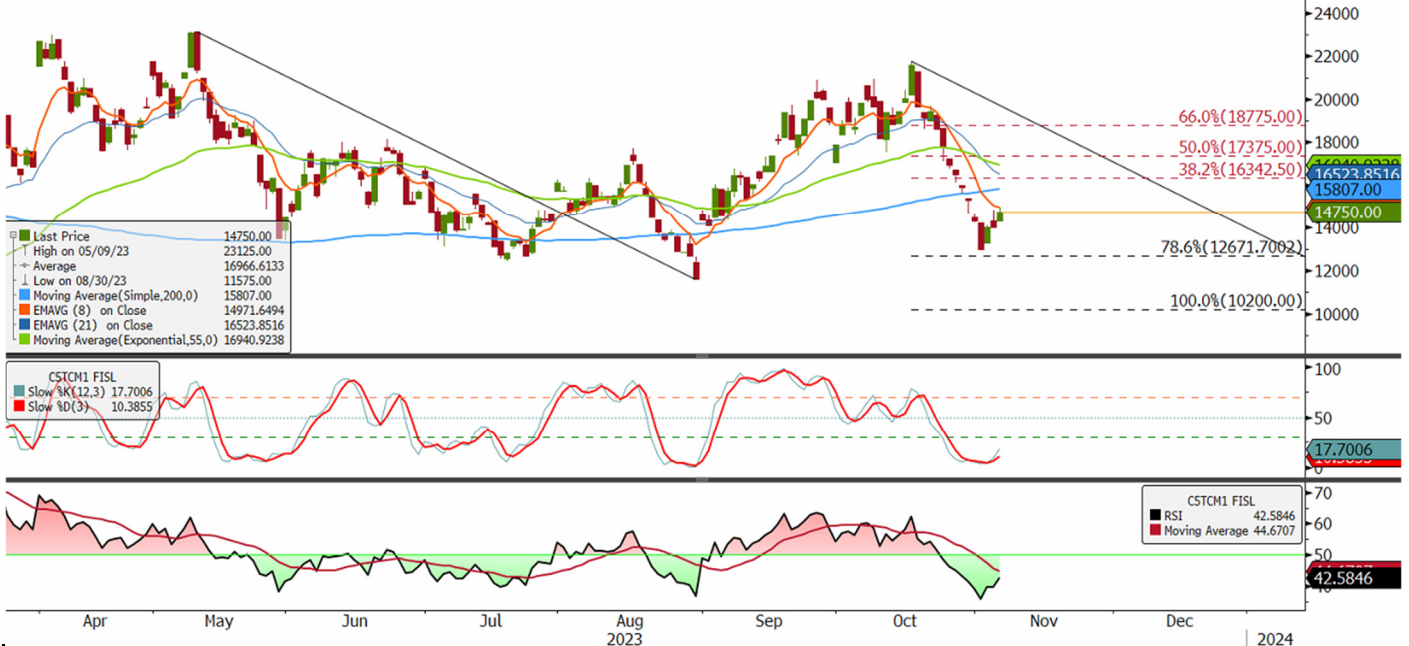 24000
22000
20000
66.0%(18775.00)
18000
50.0%(17375.00)
38.2%(16342.50)
16940.9238
16523.8516
15807.00
14750.00
14000
78.6%(12671.7002)
12000
100.0%(10200.00)
10000
Last Price 14750.00
High on 05/09/23 23125.00
Average 16966.6133
Low on 08/30/23 11575.00
Moving Average(Simple,200,0) 15807.00
EMAVG (8) on Close 14971.6494
EMAVG (21) on Close 16523.8516
Moving Average(Exponential,55,0) 16940.9238
C5TCM1 FISL
Slow %K(12,3) 17.7006
Slow %D(3) 10.3855
100
50
17.7006
0
C5TCM1 FISL
RSI 42.5846
Moving Average 44.6707
70
60
50
42.5846
40
Apr May Jun Jul Aug Sep Oct Nov Dec
2023 2024